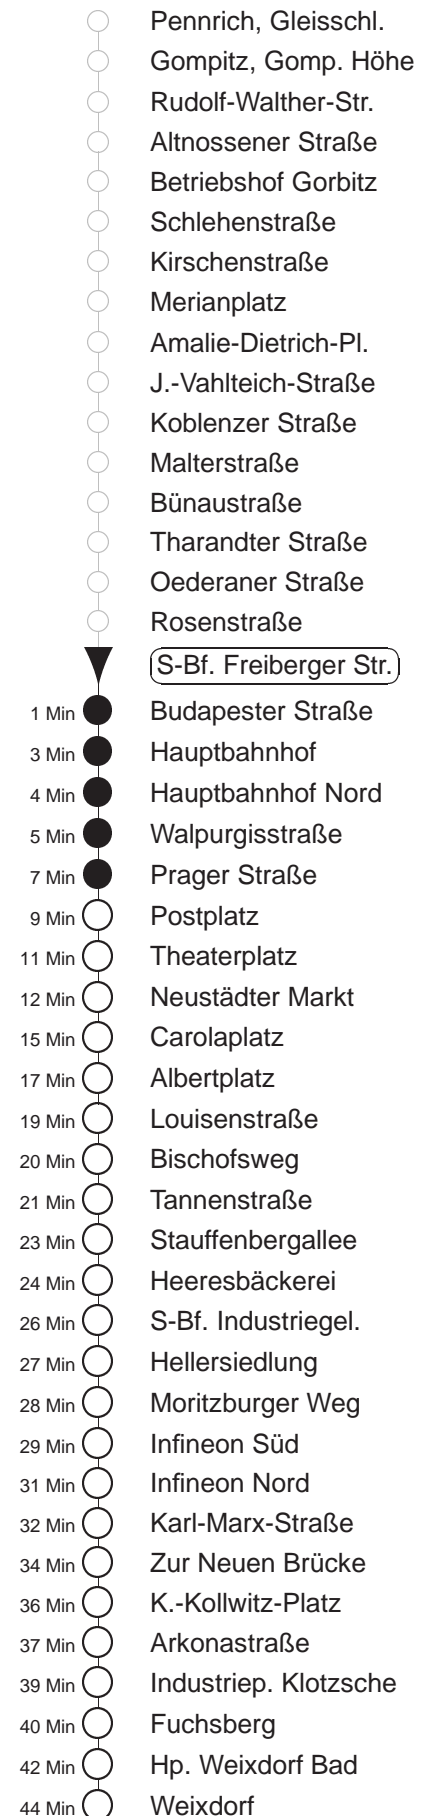 Pennrich, Gleisschl.
Gompitz, Gomp. Höhe
Rudolf-Walther-Str.
Altnossener Straße
Betriebshof Gorbitz
Schlehenstraße
Kirschenstraße
Merianplatz
Amalie-Dietrich-Pl.
J.-Vahlteich-Straße
Koblenzer Straße
Malterstraße
Bünaustraße
Tharandter Straße
Oederaner Straße
Rosenstraße
S-Bf. Freiberger Str.
1 Min Budapester Straße
3 Min Hauptbahnhof
4 Min Hauptbahnhof Nord
5 Min Walpurgisstraße
7 Min Prager Straße
9 Min Postplatz
11 Min Theaterplatz
12 Min Neustädter Markt
15 Min Carolaplatz
17 Min Albertplatz
19 Min Louisenstraße
20 Min Bischofsweg
21 Min Tannenstraße
23 Min Stauffenbergallee
24 Min Heeresbäckerei
26 Min S-Bf. Industriegel.
27 Min Hellersiedlung
28 Min Moritzburger Weg
29 Min Infineon Süd
31 Min Infineon Nord
32 Min Karl-Marx-Straße
34 Min Zur Neuen Brücke
36 Min K.-Kollwitz-Platz
37 Min Arkonastraße
39 Min Industriep. Klotzsche
40 Min Fuchsberg
42 Min Hp. Weixdorf Bad
44 Min Weixdorf